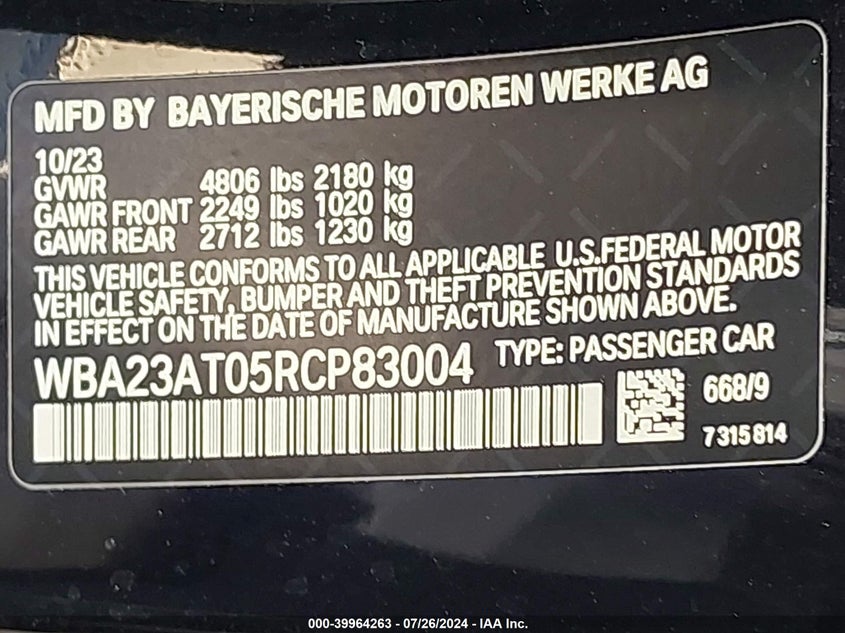 MFD BY BAYERISCHE MOTOREN WERKE AG
10/23
GVWR 4806 lbs 2180 kg
GAWR FRONT 2249 lbs 1020 kg
GAWR REAR 2712 lbs 1230 kg
THIS VEHICLE CONFORMS TO ALL APPLICABLE U.S.FEDERAL MOTOR
VEHICLE SAFETY, BUMPER AND THEFT PREVENTION STANDARDS
IN EFFECT ON THE DATE OF MANUFACTURE SHOWN ABOVE.
WBA23AT05RCP83004 TYPE: PASSENGER CAR
668/9
7315814
000-39964263 - 07/26/2024 - IAA Inc.